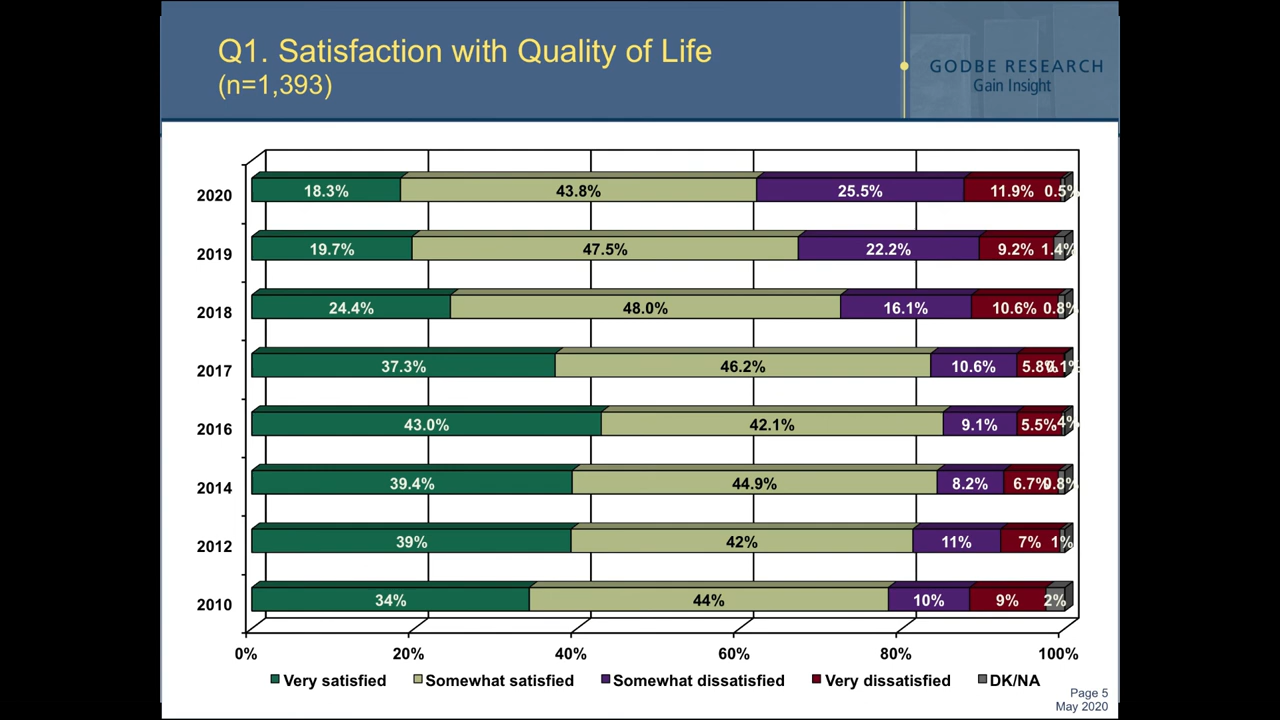 Q1. Satisfaction with Quality of Life
(n=1,393)
GODBE RESEARCH
Gain Insight
2020 18.3% 43.8% 25.5% 11.9% 0.5%
2019 19.7% 47.5% 22.2% 9.2% 1.4%
2018 24.4% 48.0% 16.1% 10.6% 0.8%
2017 37.3% 46.2% 10.6% 5.8%
2016 43.0% 42.1% 9.1% 5.5%
2014 39.4% 44.9% 8.2% 6.7% 0.8%
2012 39% 42% 11% 7% 1%
2010 34% 44% 10% 9% 2%
0% 20% 40% 60% 80% 100%
Very satisfied Somewhat satisfied Somewhat dissatisfied Very dissatisfied DK/NA
Page 5
May 2020